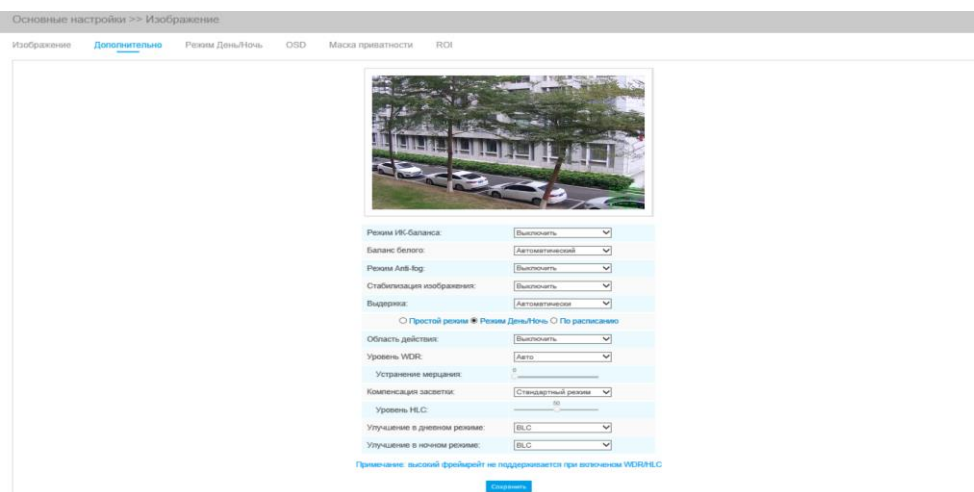 Основные настройки >> Изображение
Изображение Дополнительно Режим День/Ночь OSD Маска приватности ROI
Режим ИК-баланса: Выключить
Баланс белого: Автоматический
Режим Anti-fog: Выключить
Стабилизация изображения: Выключить
Выдержка: Автоматически
Простой режим Режим День/Ночь По расписанию
Область действия: Выключить
Уровень WDR: Авто
Устранение мерцания: 0
Компенсация засветки: Стандартный режим
Уровень HLC: 50
Улучшение в дневном режиме: BLC
Улучшение в ночном режиме: BLC
Примечание: высокий фреймрейт не поддерживается при включеном WDR/HLC
Сохранить